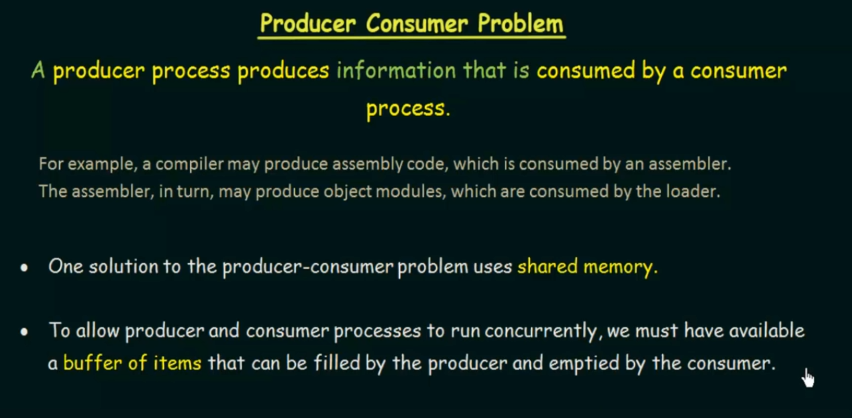 Producer Consumer Problem
A producer process produces information that is consumed by a consumer
process.
For example, a compiler may produce assembly code, which is consumed by an assembler.
The assembler, in turn, may produce object modules, which are consumed by the loader.
• One solution to the producer-consumer problem uses shared memory.
• To allow producer and consumer processes to run concurrently, we must have available
a buffer of items that can be filled by the producer and emptied by the consumer.